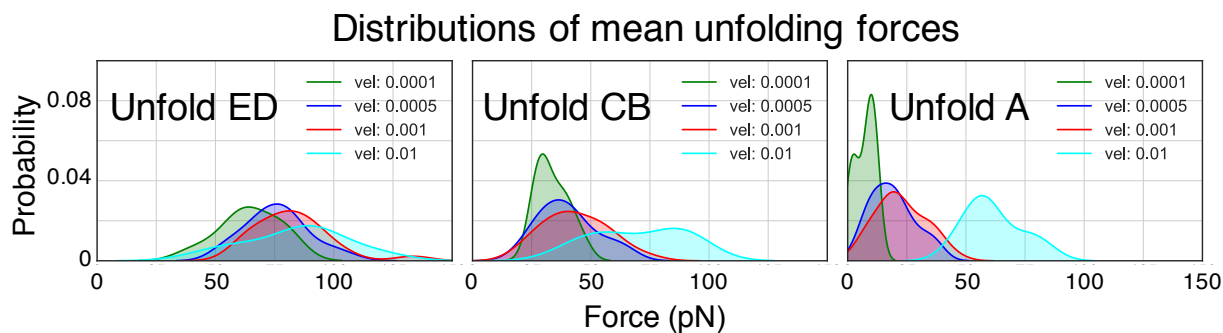 Distributions of mean unfolding forces
Probability
0.08
0.04
0
Unfold ED
vel: 0.0001
vel: 0.0005
vel: 0.001
vel: 0.01
0
50
100
Unfold CB
vel: 0.0001
vel: 0.0005
vel: 0.001
vel: 0.01
0
50
100
Unfold A
vel: 0.0001
vel: 0.0005
vel: 0.001
vel: 0.01
0
50
100
150
Force (pN)